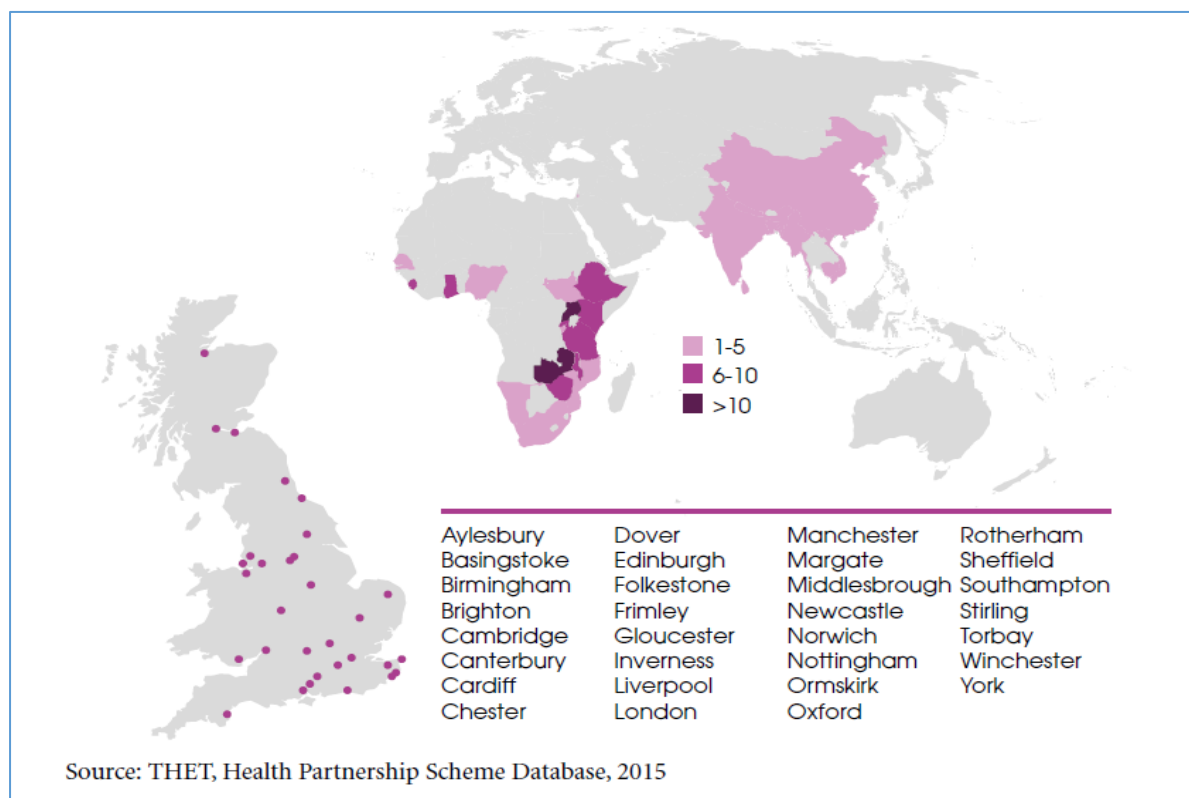 1-5
6-10
>10
Aylesbury
Basingstoke
Birmingham
Brighton
Cambridge
Canterbury
Cardiff
Chester
Dover
Edinburgh
Folkestone
Frimley
Gloucester
Inverness
Liverpool
London
Manchester
Margate
Middlesbrough
Newcastle
Norwich
Nottingham
Ormskirk
Oxford
Rotherham
Sheffield
Southampton
Stirling
Torbay
Winchester
York
Source: THET, Health Partnership Scheme Database, 2015